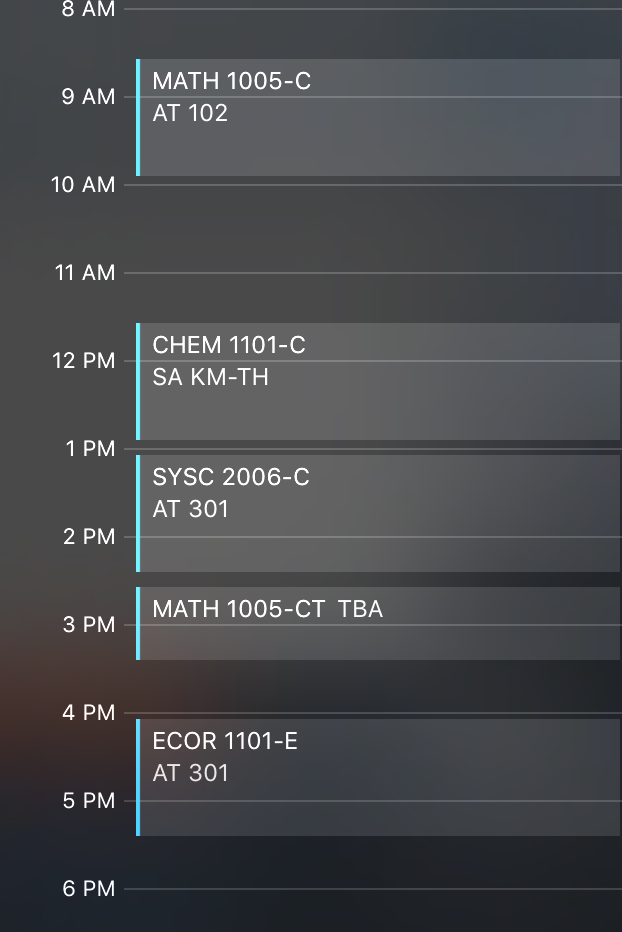 8 AM
MATH 1005-C
9 AM
AT 102
10 AM
11 AM
CHEM 1101-C
12 PM
SA KM-TH
1 PM
SYSC 2006-C
AT 301
2 PM
MATH 1005-CT TBA
3 PM
4 PM
ECOR 1101-E
AT 301
5 PM
6 PM